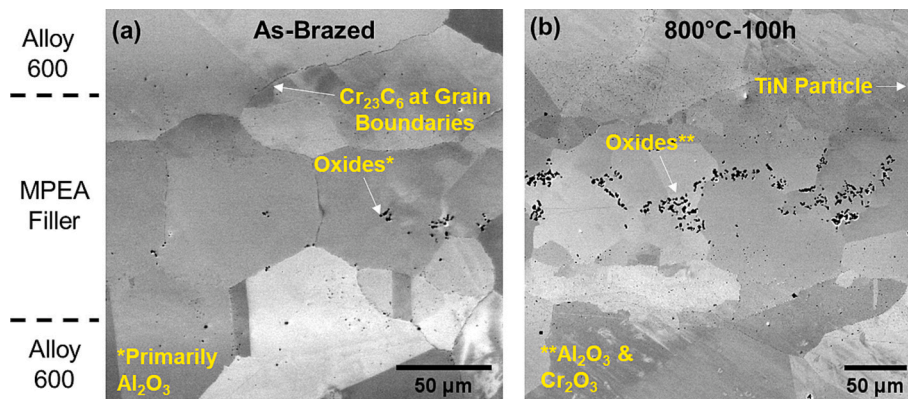 Alloy
600
MPEA
Filler
Alloy
600
(a)
As-Brazed
Cr₂₃C₆ at Grain
Boundaries
Oxides*
*Primarily
Al₂O₃
50 µm
(b)
800°C-100h
TiN Particle
Oxides**
**Al₂O₃ &
Cr₂O₃
50 µm